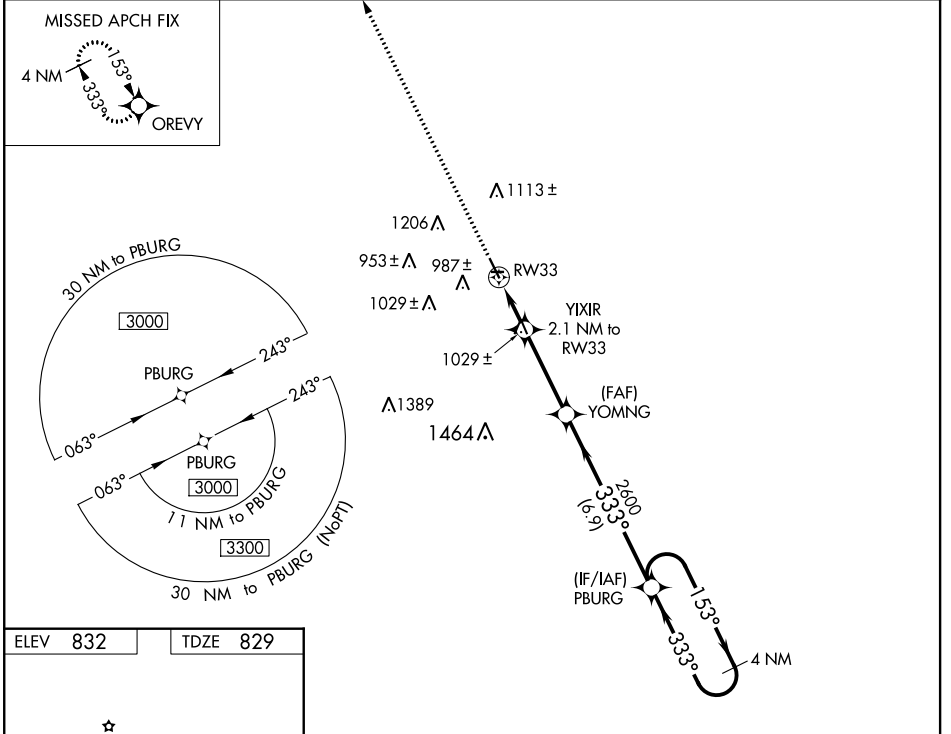 MISSED APCH FIX
4 NM
153°
333°
OREVY
1113 ±
1206
953 ±
987 ±
RW33
1029 ±
YIXIR
2.1 NM to
RW33
1029 ±
(FAF)
YOMNG
1389
1464
30 NM to PBURG
3000
243°
PBURG
063°
243°
PBURG
063°
3000
11 NM to PBURG
3300
30 NM to PBURG (NoPT)
2600
333°
(6.9)
(IF/IAF)
PBURG
153°
333°
4 NM
ELEV 832
TDZE 829